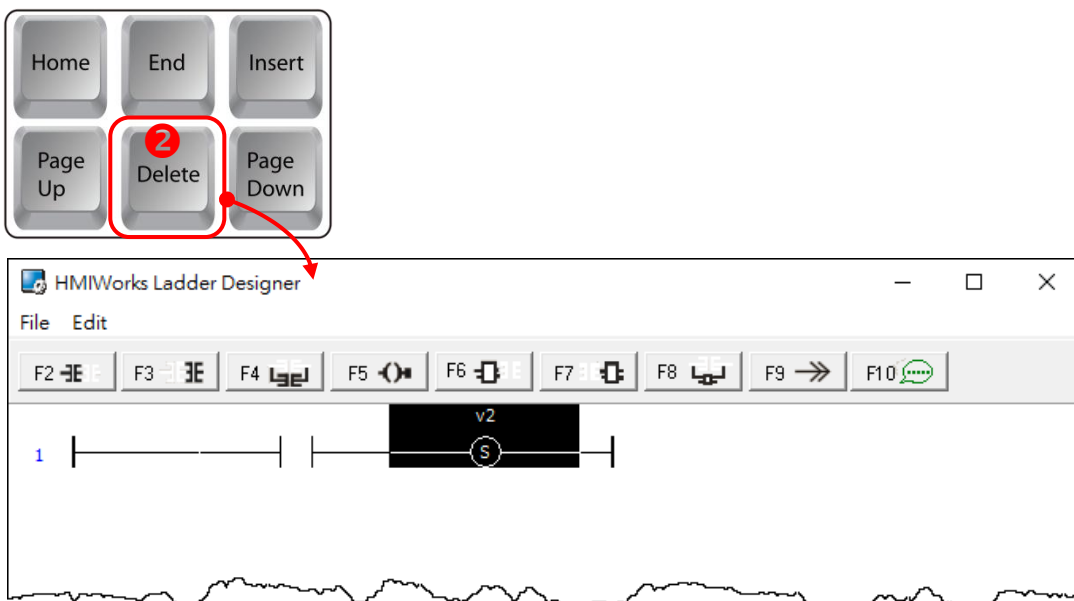 Home End Insert
Page Up 2 Delete Page Down
HMIWorks Ladder Designer
File Edit
F2 F3 F4 F5 F6 F7 F8 F9 F10
v2
1 S